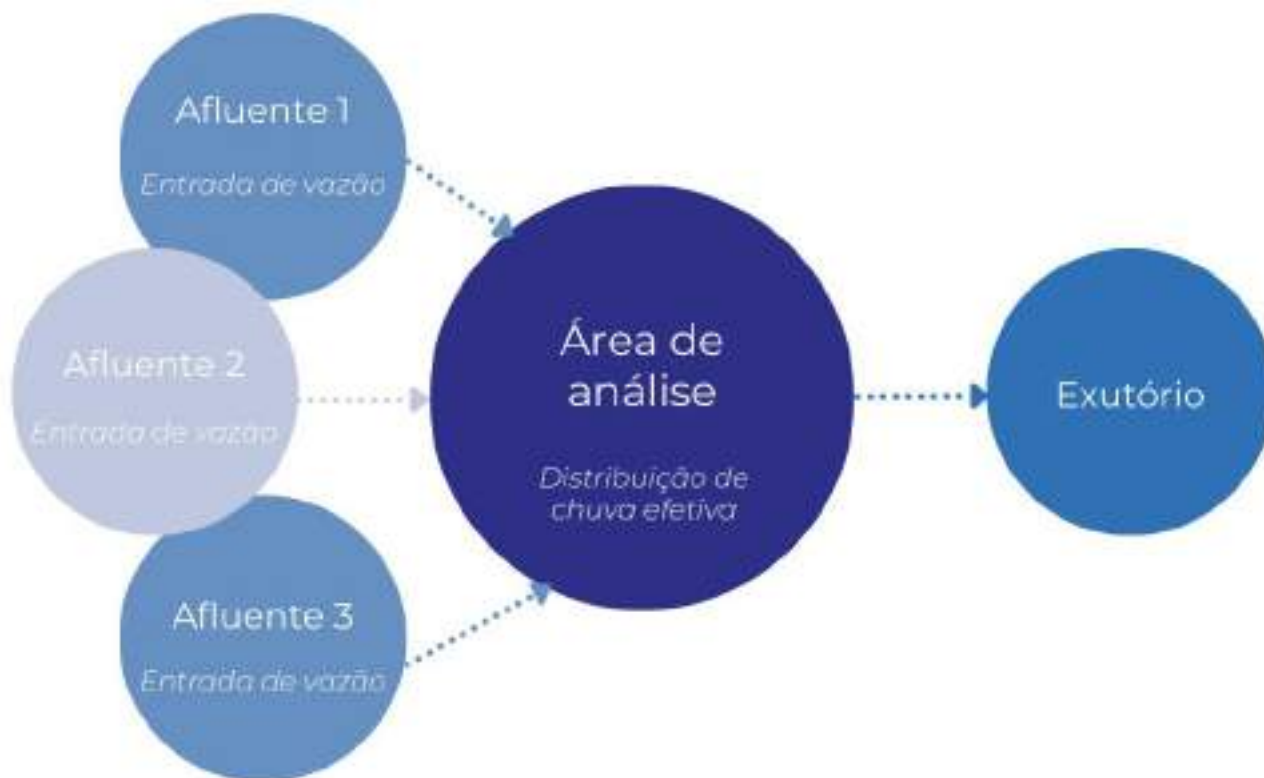 Afluente 1
Entrada de vazão
Afluente 2
Entrada de vazão
Afluente 3
Entrada de vazão
Área de
análise
Distribuição de
chuva efetiva
Exutório